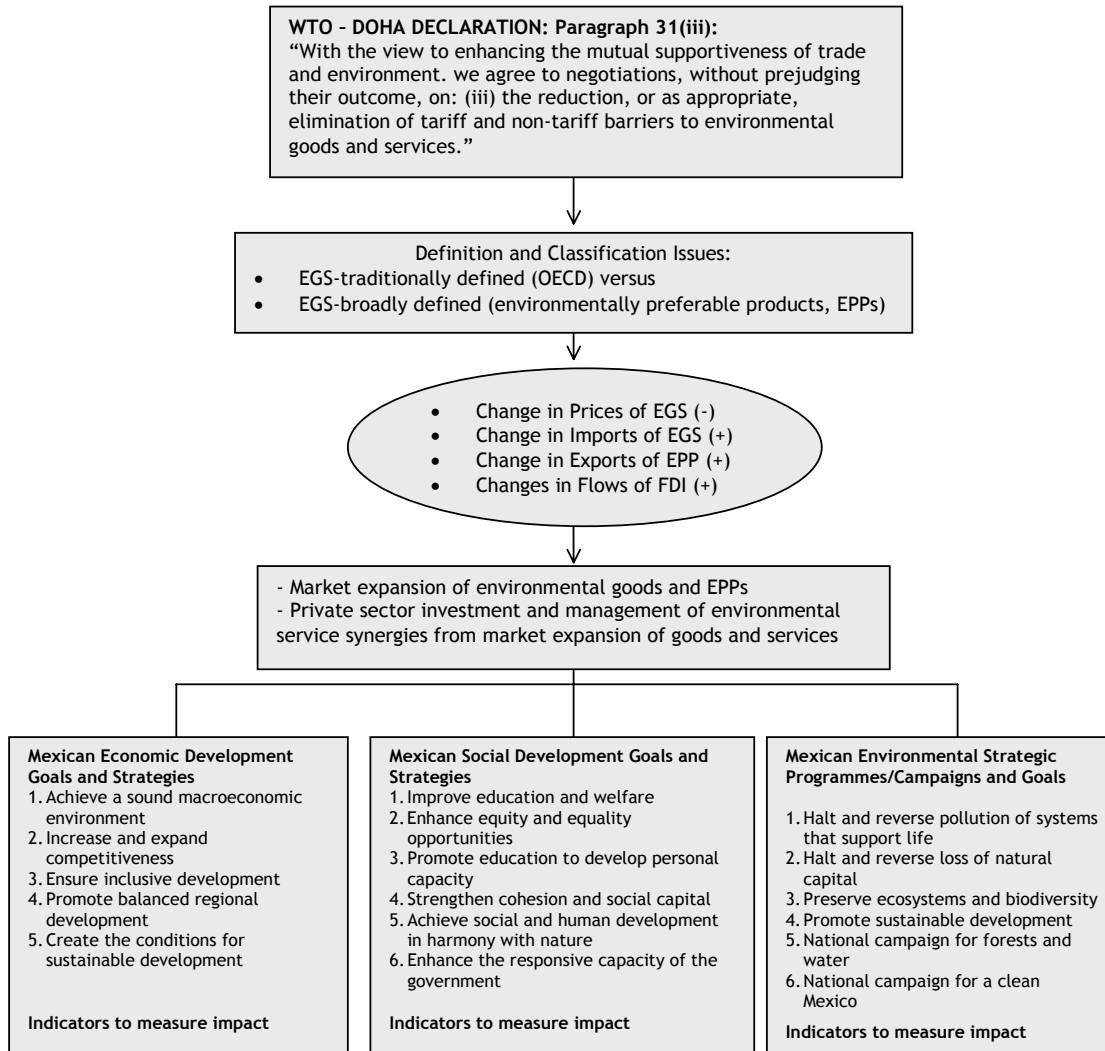 WTO – DOHA DECLARATION: Paragraph 31(iii):
“With the view to enhancing the mutual supportiveness of trade
and environment. we agree to negotiations, without prejudging
their outcome, on: (iii) the reduction, or as appropriate,
elimination of tariff and non-tariff barriers to environmental
goods and services.”
Definition and Classification Issues:
• EGS-traditionally defined (OECD) versus
• EGS-broadly defined (environmentally preferable products, EPPs)
• Change in Prices of EGS (-)
• Change in Imports of EGS (+)
• Change in Exports of EPP (+)
• Changes in Flows of FDI (+)
- Market expansion of environmental goods and EPPs
- Private sector investment and management of environmental
service synergies from market expansion of goods and services
Mexican Economic Development
Goals and Strategies
1. Achieve a sound macroeconomic
environment
2. Increase and expand
competitiveness
3. Ensure inclusive development
4. Promote balanced regional
development
5. Create the conditions for
sustainable development
Indicators to measure impact
Mexican Social Development Goals and
Strategies
1. Improve education and welfare
2. Enhance equity and equality
opportunities
3. Promote education to develop personal
capacity
4. Strengthen cohesion and social capital
5. Achieve social and human development
in harmony with nature
6. Enhance the responsive capacity of the
government
Indicators to measure impact
Mexican Environmental Strategic
Programmes/Campaigns and Goals
1. Halt and reverse pollution of systems
that support life
2. Halt and reverse loss of natural
capital
3. Preserve ecosystems and biodiversity
4. Promote sustainable development
5. National campaign for forests and
water
6. National campaign for a clean
Mexico
Indicators to measure impact